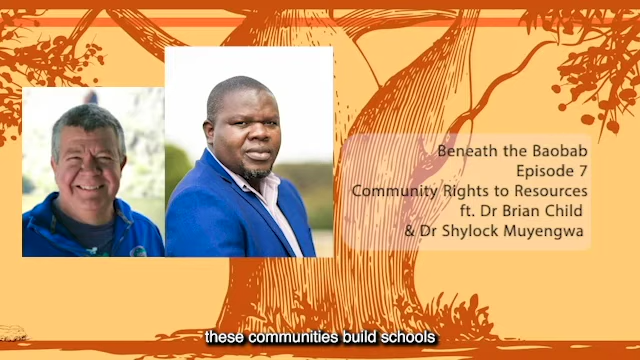 Beneath the Baobab
Episode 7
Community Rights to Resources
ft. Dr Brian Child
& Dr Shylock Muyengwa
these communities build schools